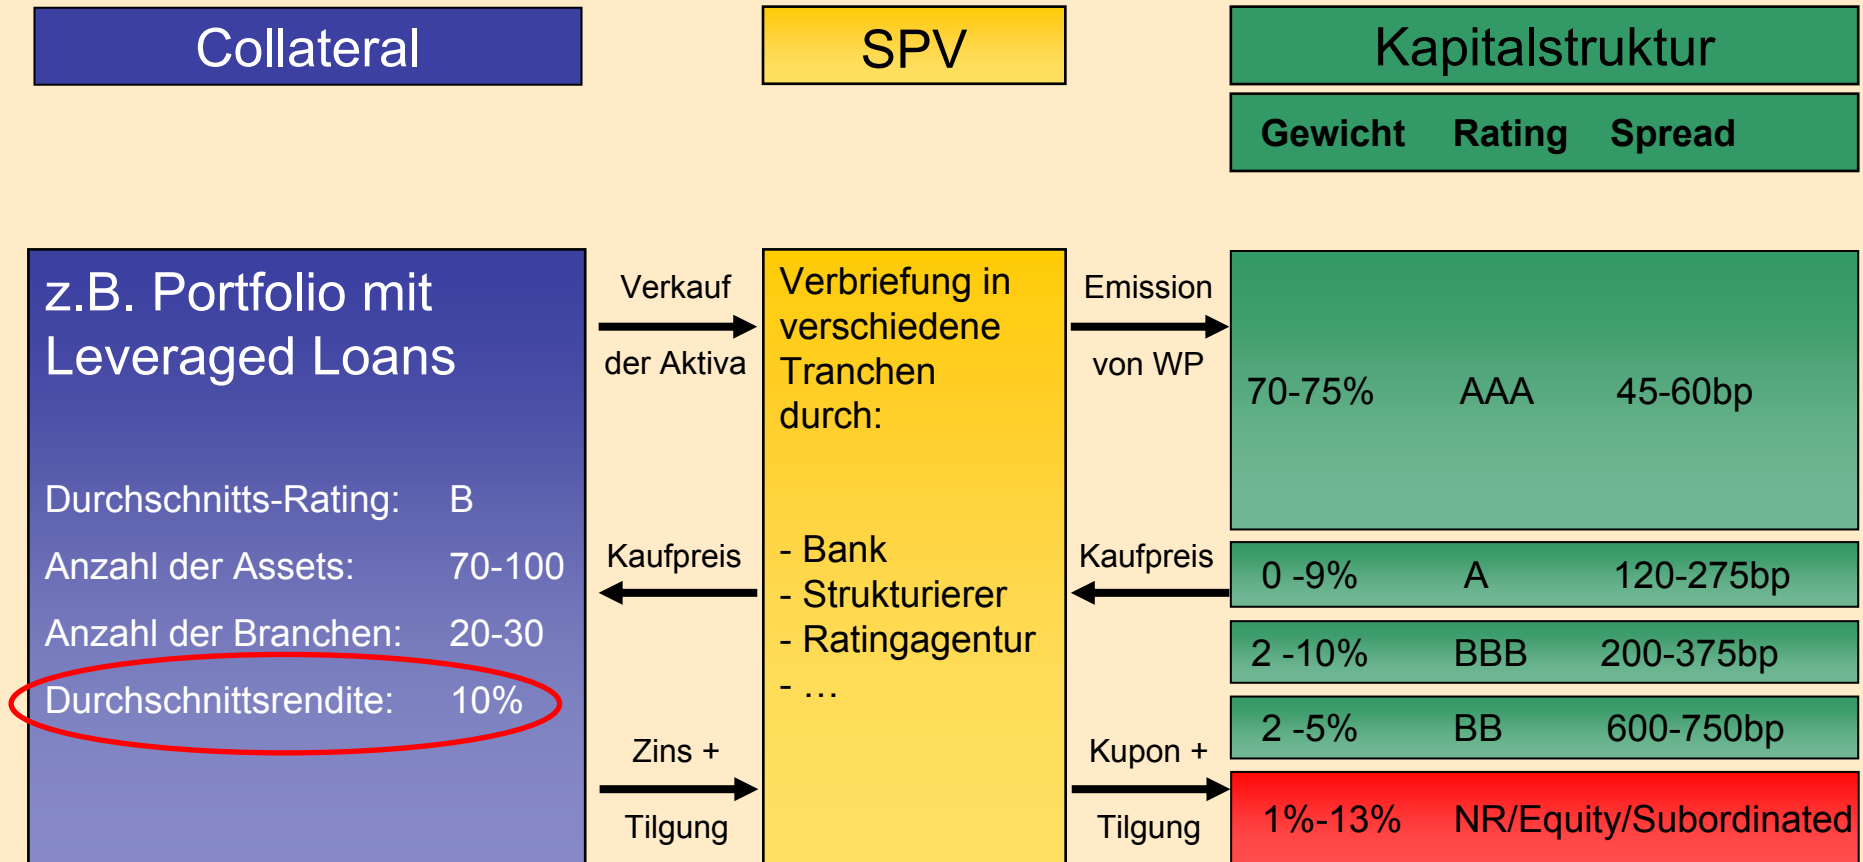 Collateral
SPV
Kapitalstruktur
Gewicht Rating Spread
z.B. Portfolio mit
Leveraged Loans
Durchschnitts-Rating: B
Anzahl der Assets: 70-100
Anzahl der Branchen: 20-30
Durchschnittsrendite: 10%
Verkauf
der Aktiva
Kaufpreis
Zins +
Tilgung
Verbriefung in
verschiedene
Tranchen
durch:
- Bank
- Strukturierer
- Ratingagentur
- …
Emission
von WP
Kaufpreis
Kupon +
Tilgung
70-75% AAA 45-60bp
0 -9% A 120-275bp
2 -10% BBB 200-375bp
2 -5% BB 600-750bp
1%-13% NR/Equity/Subordinated